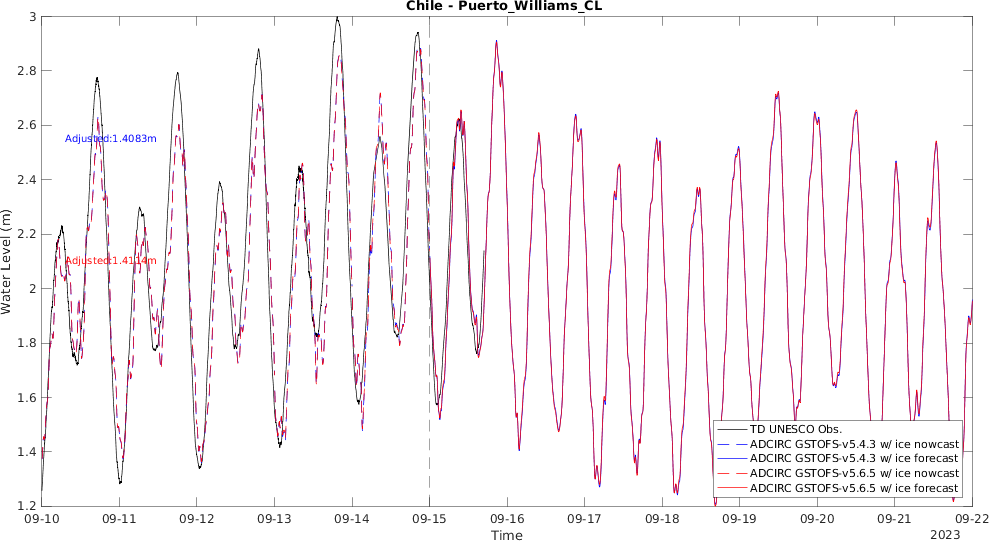 Chile - Puerto_Williams_CL
Water Level (m)
3
2.8
2.6
2.4
2.2
2
1.8
1.6
1.4
1.2
Adjusted:1.4083m
Adjusted:1.4114m
TD UNESCO Obs.
ADCIRC GSTOFS-v5.4.3 w/ ice nowcast
ADCIRC GSTOFS-v5.4.3 w/ ice forecast
ADCIRC GSTOFS-v5.6.5 w/ ice nowcast
ADCIRC GSTOFS-v5.6.5 w/ ice forecast
09-10 09-11 09-12 09-13 09-14 09-15 09-16 09-17 09-18 09-19 09-20 09-21 09-22
Time
2023